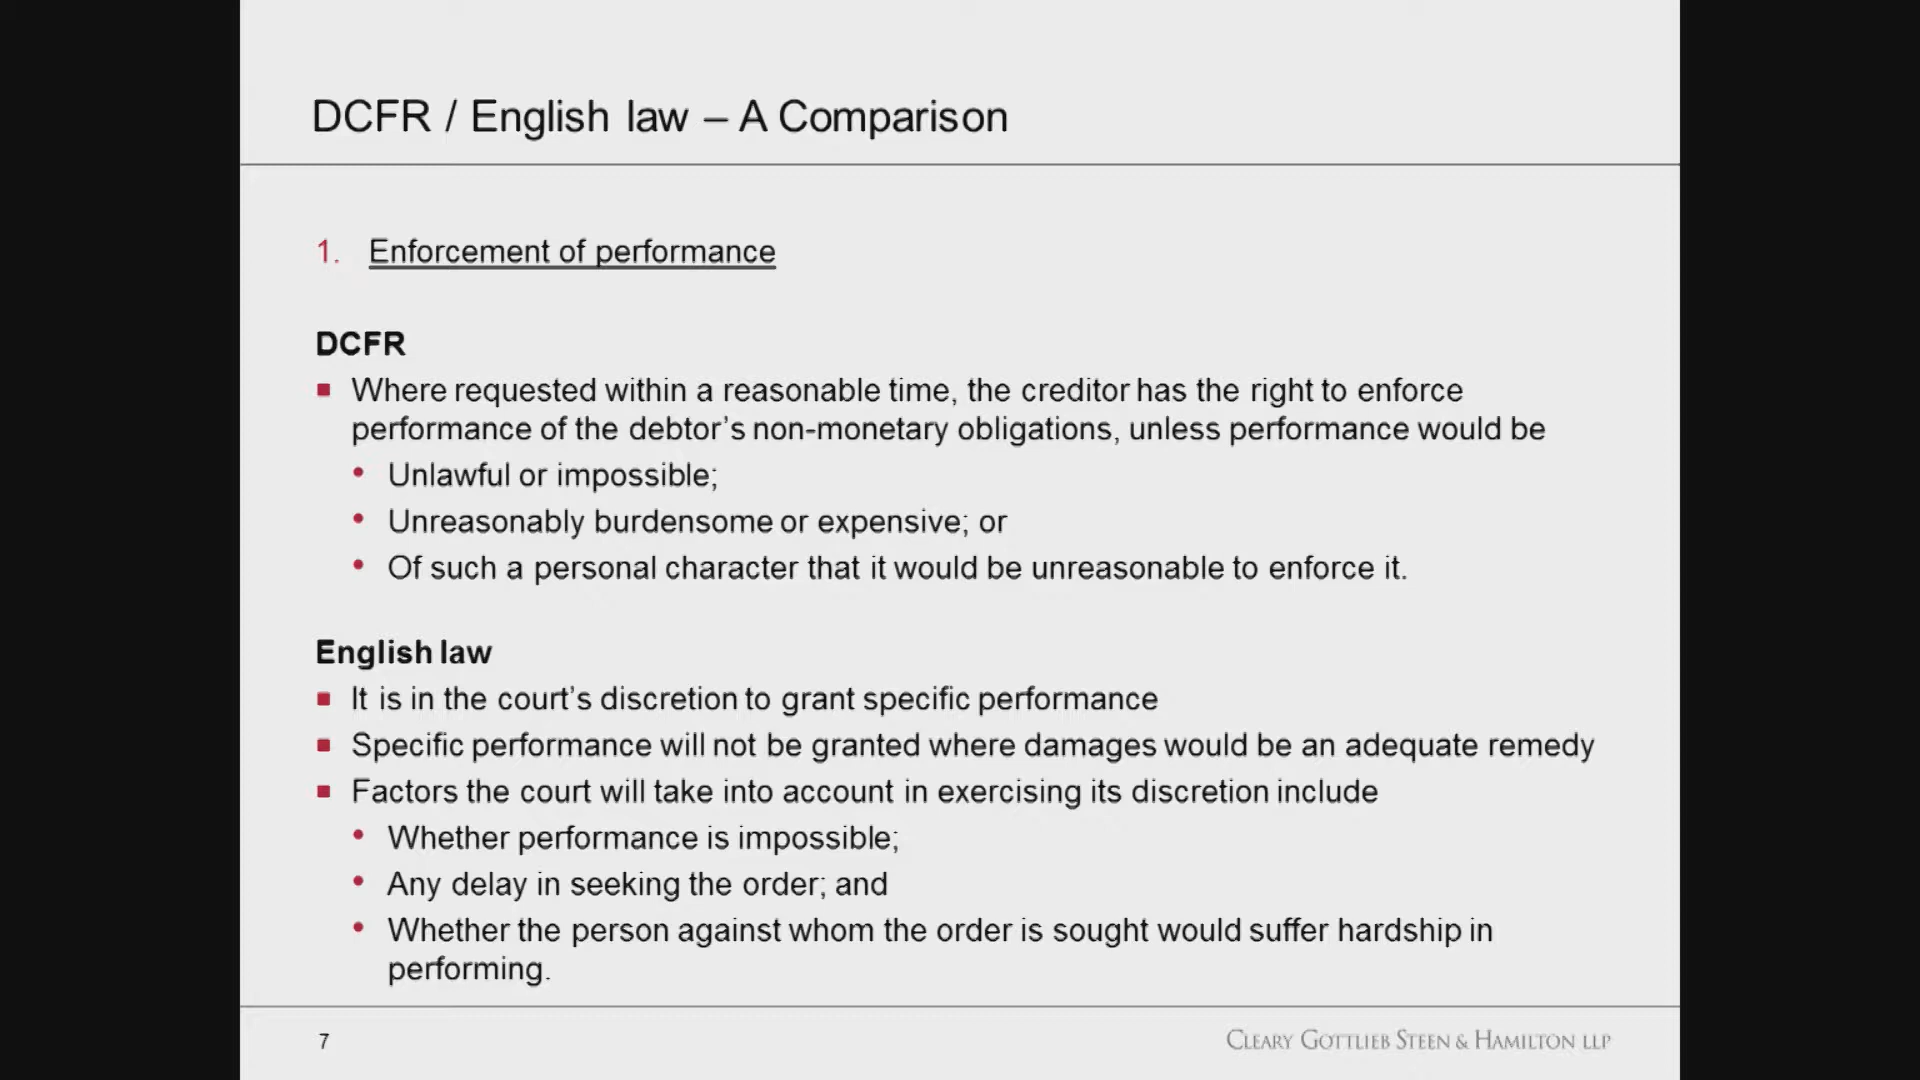 DCFR / English law – A Comparison
1. Enforcement of performance
DCFR
Where requested within a reasonable time, the creditor has the right to enforce
performance of the debtor’s non-monetary obligations, unless performance would be
Unlawful or impossible;
Unreasonably burdensome or expensive; or
Of such a personal character that it would be unreasonable to enforce it.
English law
It is in the court’s discretion to grant specific performance
Specific performance will not be granted where damages would be an adequate remedy
Factors the court will take into account in exercising its discretion include
Whether performance is impossible;
Any delay in seeking the order; and
Whether the person against whom the order is sought would suffer hardship in
performing.
7
CLEARY GOTTLIEB STEEN & HAMILTON LLP